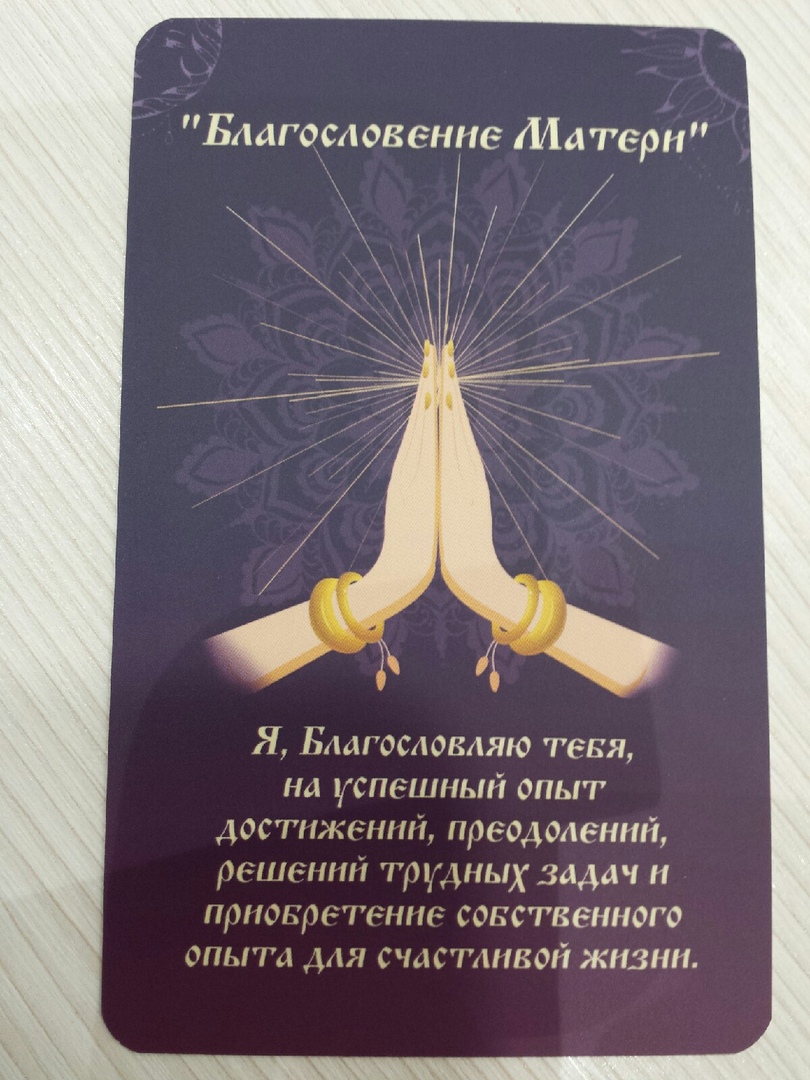 "Благословение Матери"
Я, Благословляю тебя,
на успешный опыт
достижений, преодолений,
решений трудных задач и
приобретение собственного
опыта для счастливой жизни.